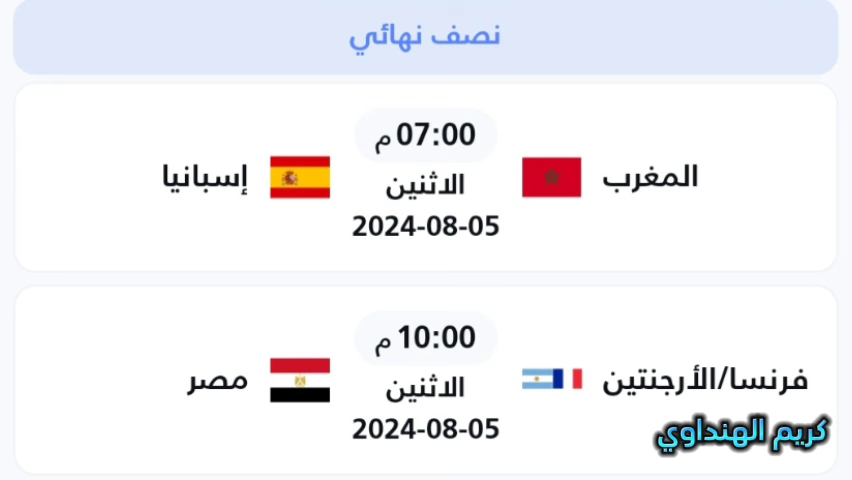 نصف نهائي
07:00 م
المغرب
إسبانيا
الاثنين
2024-08-05
10:00 م
فرنسا/الأرجنتين
مصر
الاثنين
2024-08-05
كريم الهنداوي